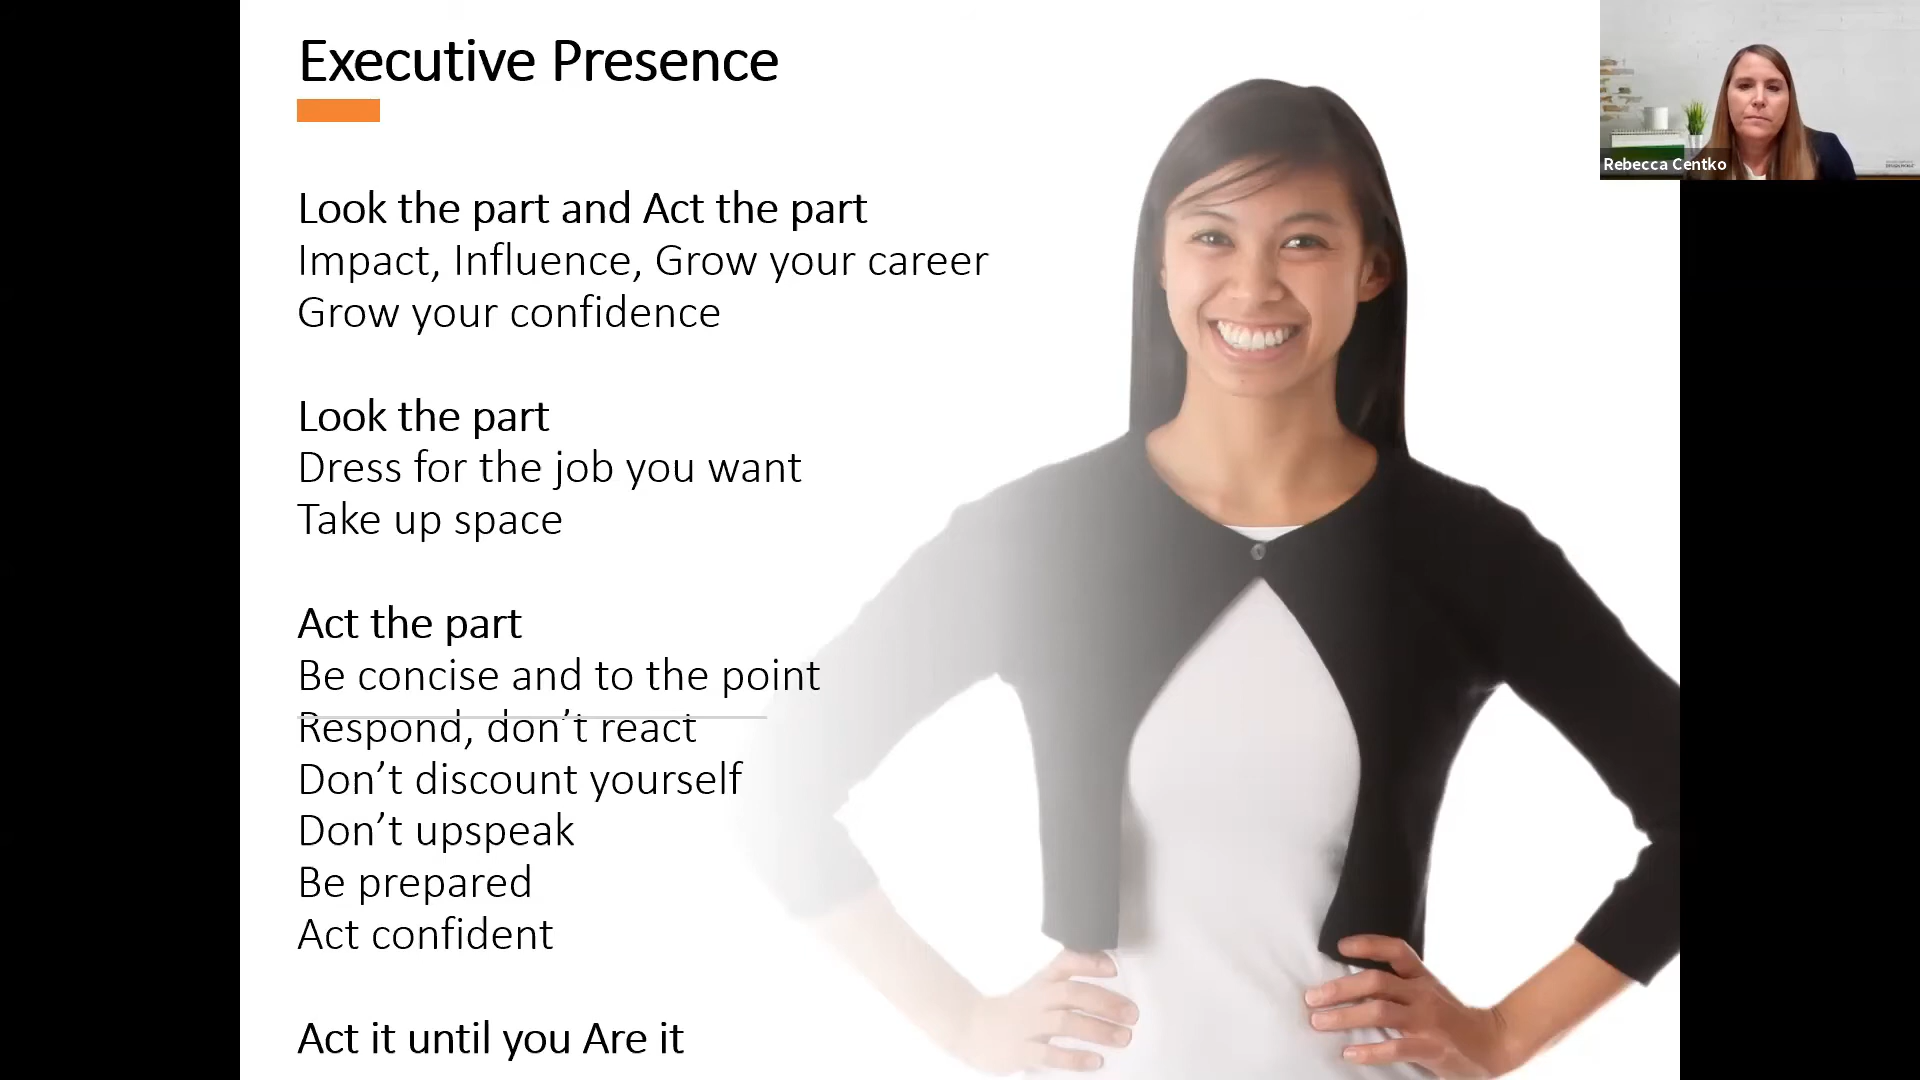 Executive Presence
Look the part and Act the part
Impact, Influence, Grow your career
Grow your confidence
Look the part
Dress for the job you want
Take up space
Act the part
Be concise and to the point
Respond, don’t react
Don’t discount yourself
Don’t upspeak
Be prepared
Act confident
Act it until you Are it
Rebecca Centko